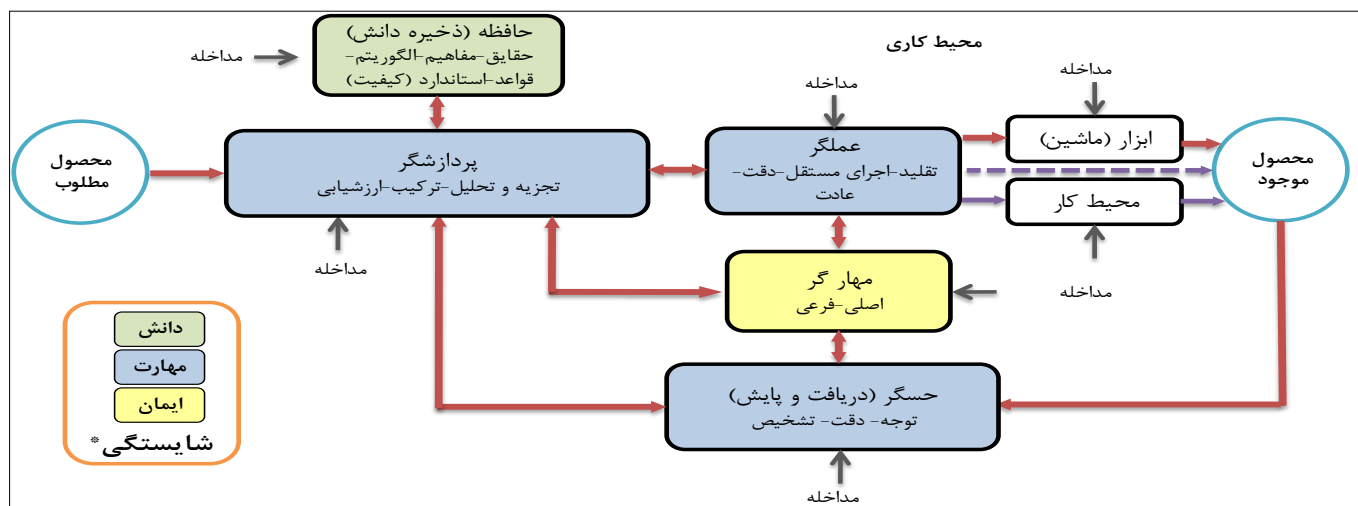 حافظه (ذخیره دانش)
حقایق-مفاهیم-الگوریتم-
قواعد-استاندارد (کیفیت)
مداخله
محیط کاری
مداخله
مداخله
محصول
مطلوب
پردازشگر
تجزیه و تحلیل-ترکیب-ارزشیابی
مداخله
عملگر
تقلید-اجرای مستقل-دقت-
عادت
ابزار (ماشین)
محیط کار
مداخله
محصول
موجود
مهار گر
اصلی-فرعی
حسگر (دریافت و پایش)
توجه- دقت- تشخیص
مداخله
دانش
مهارت
ایمان
شایستگی*